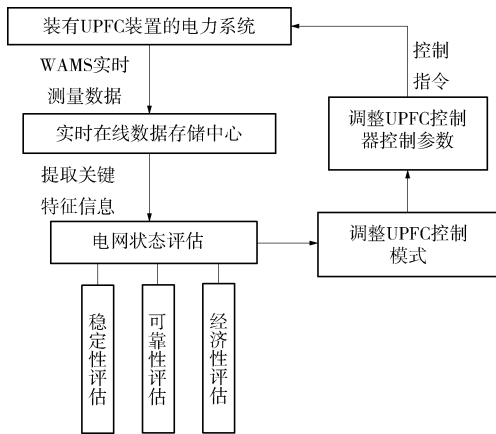 装有UPFC装置的电力系统
WAMS实时
测量数据
控制
指令
实时在线数据存储中心
调整UPFC控制
器控制参数
提取关键
特征信息
电网状态评估
调整UPFC控制
模式
稳定性评估
可靠性评估
经济性评估